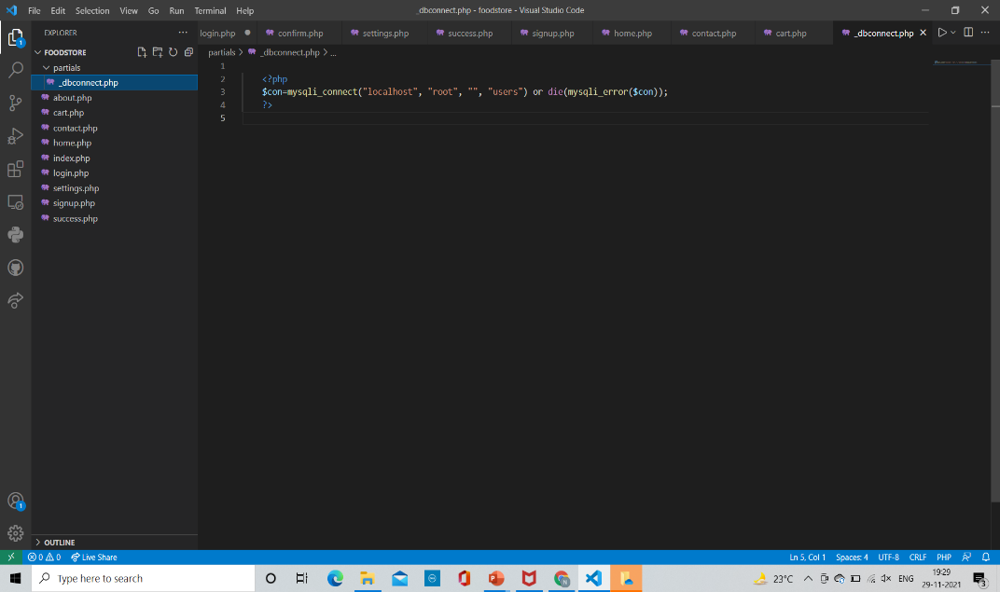 File Edit Selection View Go Run Terminal Help
_dbconnect.php - foodstore - Visual Studio Code
EXPLORER
login.php confirm.php settings.php success.php signup.php home.php contact.php cart.php _dbconnect.php
FOODSTORE
partials > _dbconnect.php > ...
partials
_dbconnect.php
about.php
cart.php
contact.php
home.php
index.php
login.php
settings.php
signup.php
success.php
1
2 <?php
3 $con=mysqli_connect("localhost", "root", "", "users") or die(mysqli_error($con));
4 ?>
5
1
OUTLINE
0 0 Live Share
Ln 5, Col 1 Spaces: 4 UTF-8 CRLF PHP
Type here to search
23°C ENG
19:29
29-11-2021
3